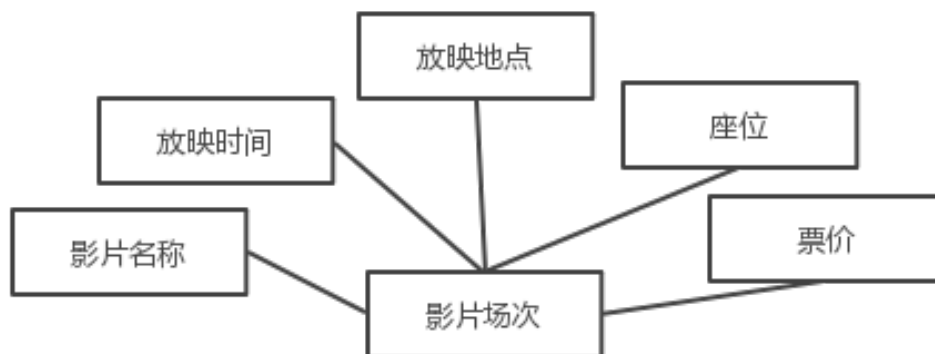 放映地点
座位
放映时间
票价
影片名称
影片场次